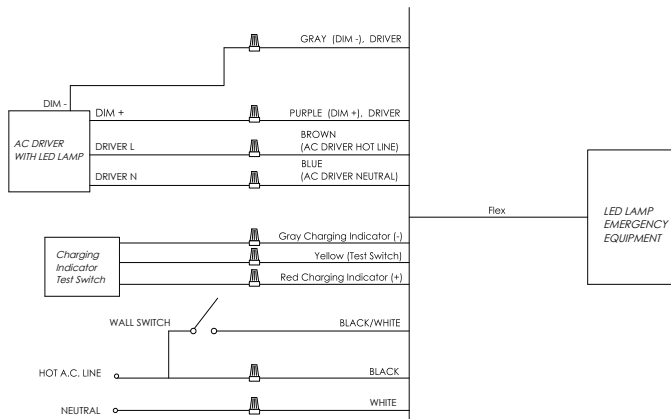 GRAY (DIM -), DRIVER
DIM -
DIM +
PURPLE (DIM +), DRIVER
AC DRIVER
WITH LED LAMP
DRIVER L
BROWN
(AC DRIVER HOT LINE)
DRIVER N
BLUE
(AC DRIVER NEUTRAL)
Flex
LED LAMP
EMERGENCY
EQUIPMENT
Charging
Indicator
Test Switch
Gray Charging Indicator (-)
Yellow (Test Switch)
Red Charging Indicator (+)
WALL SWITCH
BLACK/WHITE
HOT A.C. LINE
BLACK
NEUTRAL
WHITE